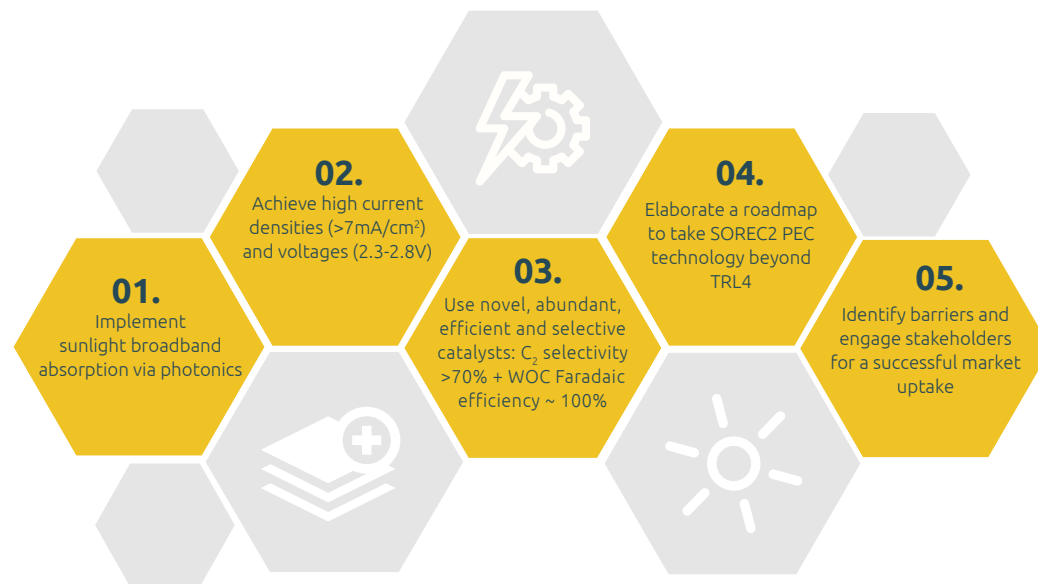 01.
Implement
sunlight broadband
absorption via photonics
02.
Achieve high current
densities (>7mA/cm²)
and voltages (2.3-2.8V)
03.
Use novel, abundant,
efficient and selective
catalysts: C₂ selectivity
>70% + WOC Faradaic
efficiency ~ 100%
04.
Elaborate a roadmap
to take SOREC2 PEC
technology beyond
TRL4
05.
Identify barriers and
engage stakeholders
for a successful market
uptake